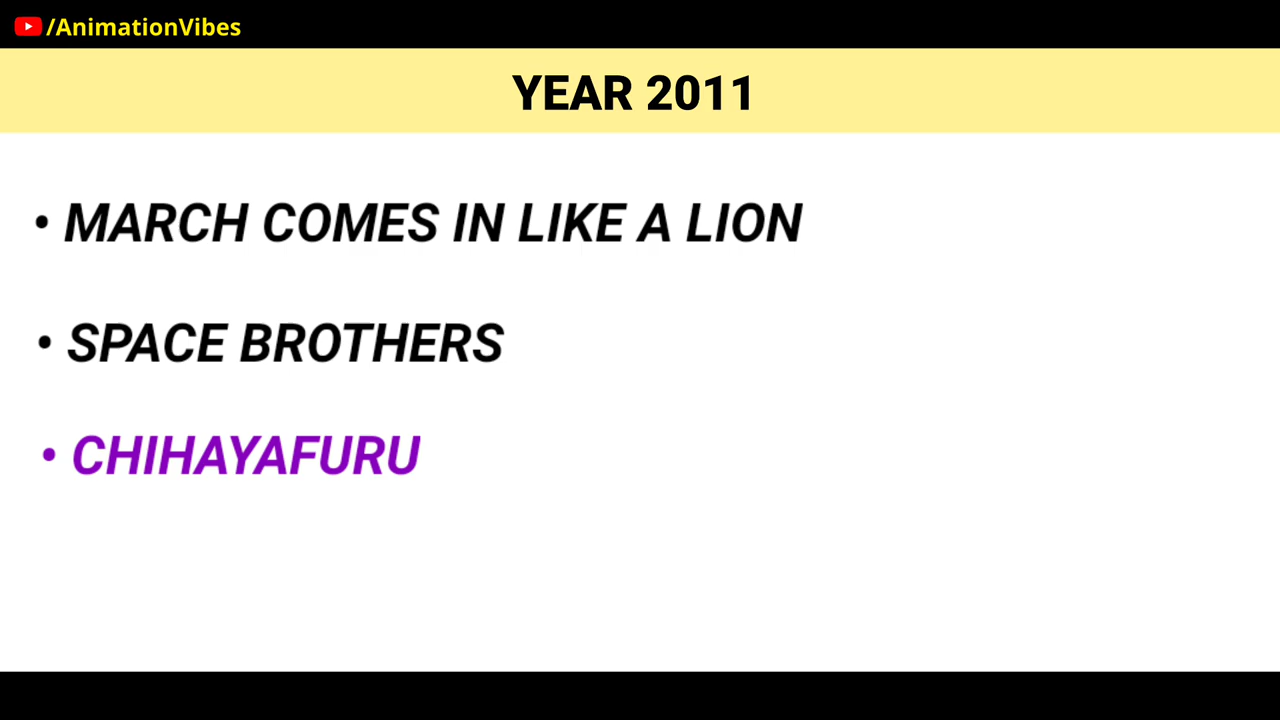 /AnimationVibes
YEAR 2011
• MARCH COMES IN LIKE A LION
• SPACE BROTHERS
• CHIHAYAFURU